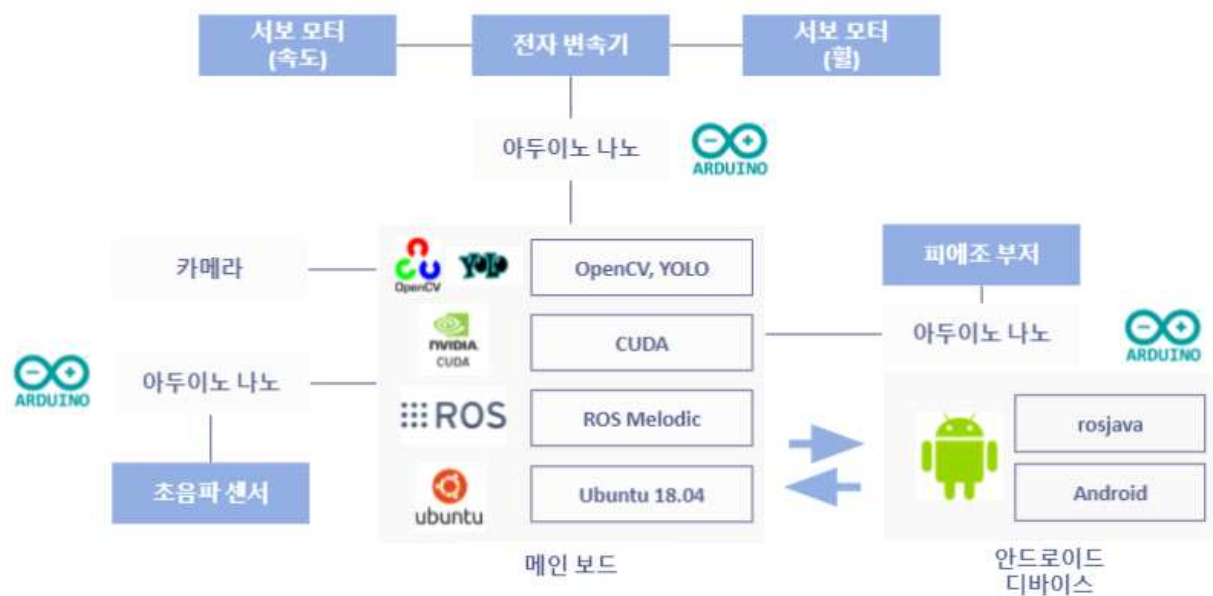 서보 모터
(속도)
전자 변속기
서보 모터
(휠)
아두이노 나노
ARDUINO
카메라
OpenCV
YOLO
OpenCV, YOLO
피에조 부저
NVIDIA
CUDA
CUDA
아두이노 나노
ARDUINO
ARDUINO
아두이노 나노
ROS
ROS Melodic
rosjava
초음파 센서
ubuntu
Ubuntu 18.04
Android
메인 보드
안드로이드
디바이스